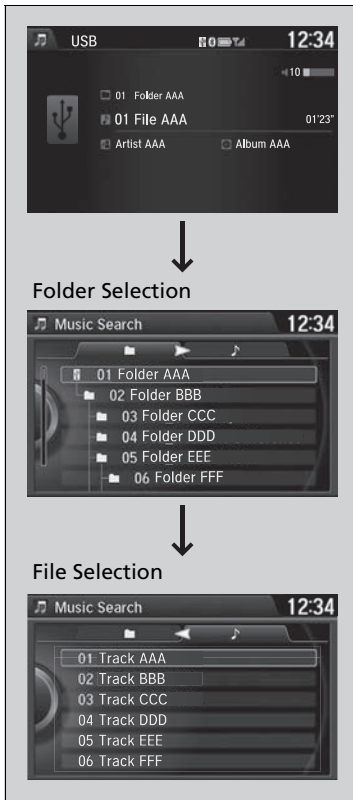 USB 12:34
10
01 Folder AAA
01 File AAA 01'23"
Artist AAA Album AAA
Folder Selection
Music Search 12:34
01 Folder AAA
02 Folder BBB
03 Folder CCC
04 Folder DDD
05 Folder EEE
06 Folder FFF
File Selection
Music Search 12:34
01 Track AAA
02 Track BBB
03 Track CCC
04 Track DDD
05 Track EEE
06 Track FFF